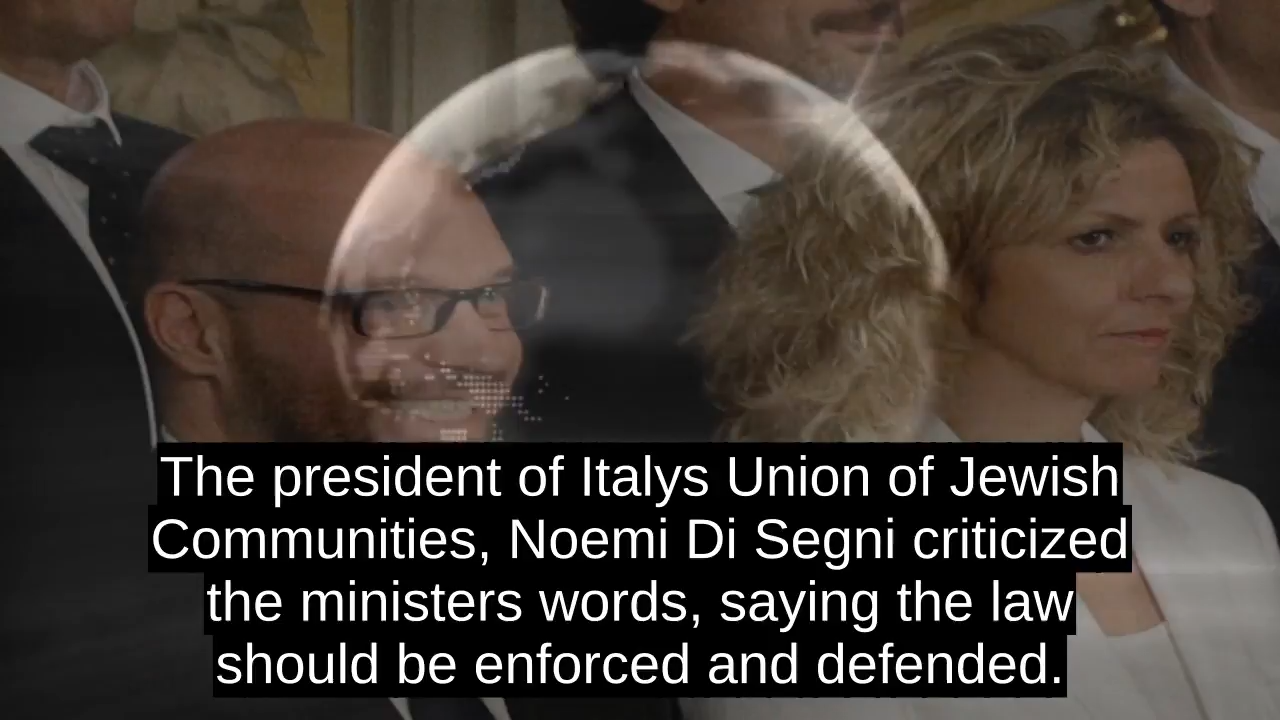 The president of Italys Union of Jewish
Communities, Noemi Di Segni criticized
the ministers words, saying the law
should be enforced and defended.